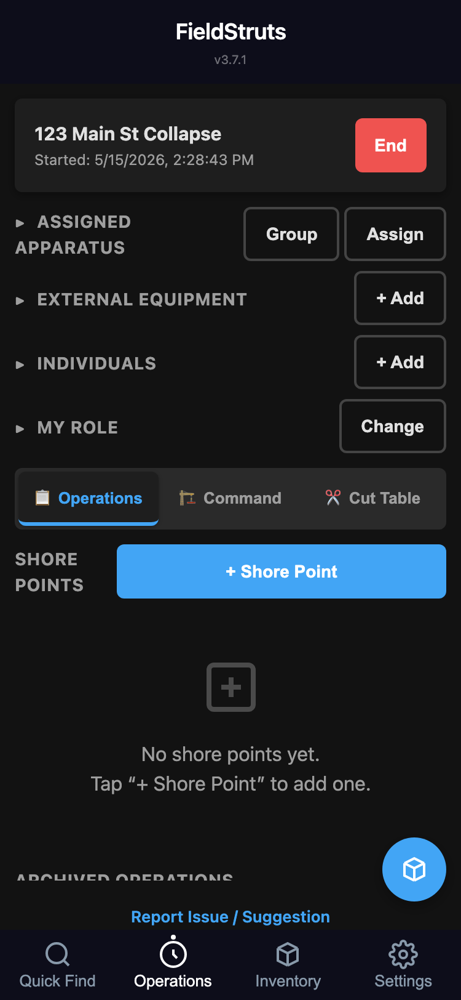 FieldStruts
v3.7.1
123 Main St Collapse
Started: 5/15/2026, 2:28:43 PM
End
▸ ASSIGNED
APPARATUS
Group
Assign
▸ EXTERNAL EQUIPMENT
+ Add
▸ INDIVIDUALS
+ Add
▸ MY ROLE
Change
Operations
Command
Cut Table
SHORE
POINTS
+ Shore Point
No shore points yet.
Tap “+ Shore Point” to add one.
ARCHIVED OPERATIONS
Report Issue / Suggestion
Quick Find
Operations
Inventory
Settings